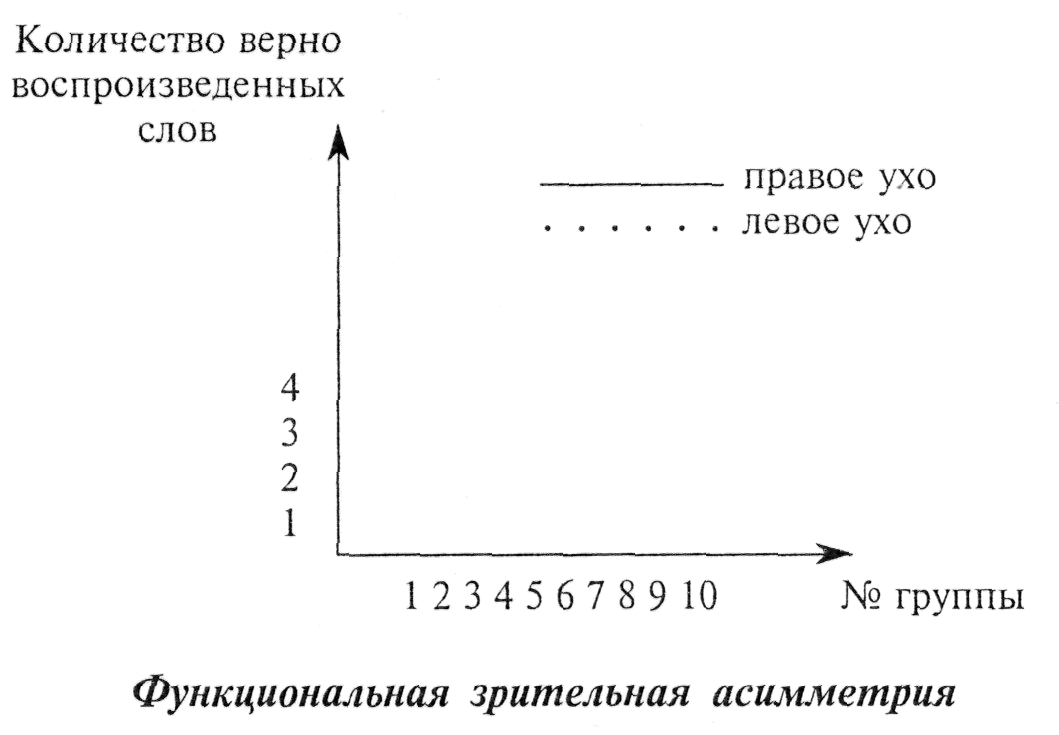 Количество верно
воспроизведенных
слов
правое ухо
. . . . . . левое ухо
4
3
2
1
1 2 3 4 5 6 7 8 9 10 № группы
Функциональная зрительная асимметрия